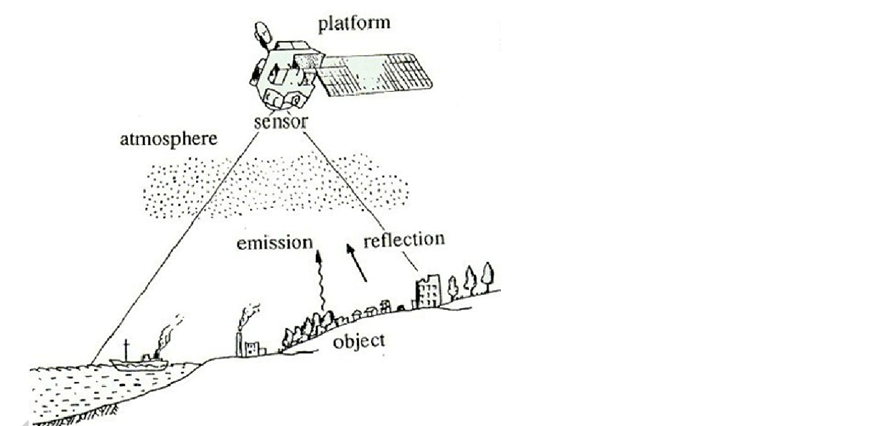 platform
sensor
atmosphere
emission
reflection
object